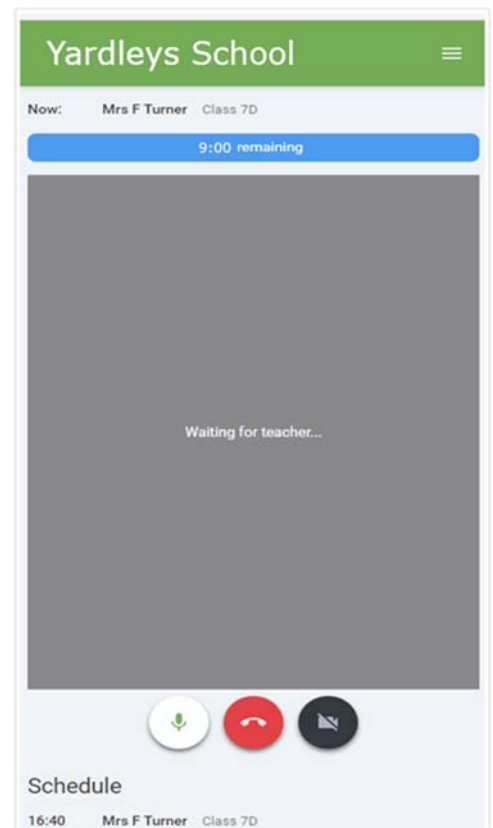 Yardleys School
Now: Mrs F Turner Class 7D
9:00 remaining
Waiting for teacher...
Schedule
16:40 Mrs F Turner Class 7D